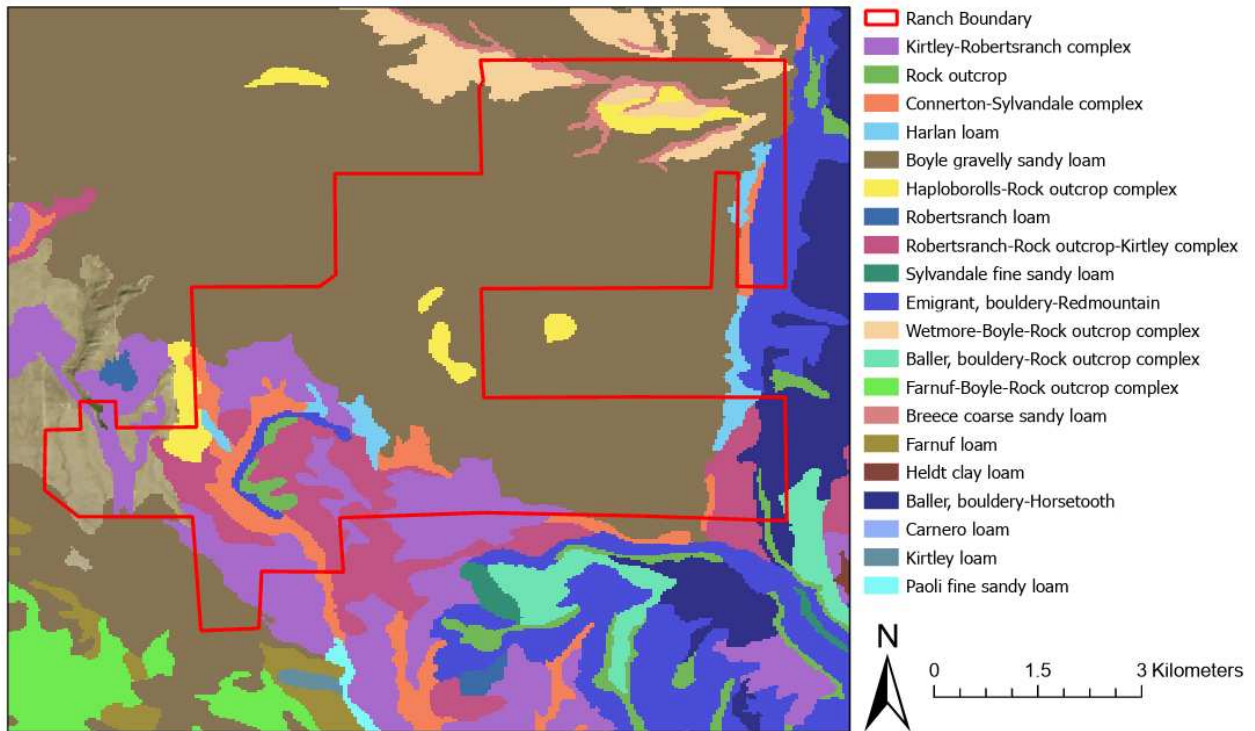 Ranch Boundary
Kirtley-Robertsranch complex
Rock outcrop
Connerton-Sylvandale complex
Harlan loam
Boyle gravelly sandy loam
Haploborolls-Rock outcrop complex
Robertsranch loam
Robertsranch-Rock outcrop-Kirtley complex
Sylvandale fine sandy loam
Emigrant, bouldery-Redmountain
Wetmore-Boyle-Rock outcrop complex
Baller, bouldery-Rock outcrop complex
Farnuf-Boyle-Rock outcrop complex
Breece coarse sandy loam
Farnuf loam
Heldt clay loam
Baller, bouldery-Horsetooth
Carnero loam
Kirtley loam
Paoli fine sandy loam
N
0 1.5 3 Kilometers